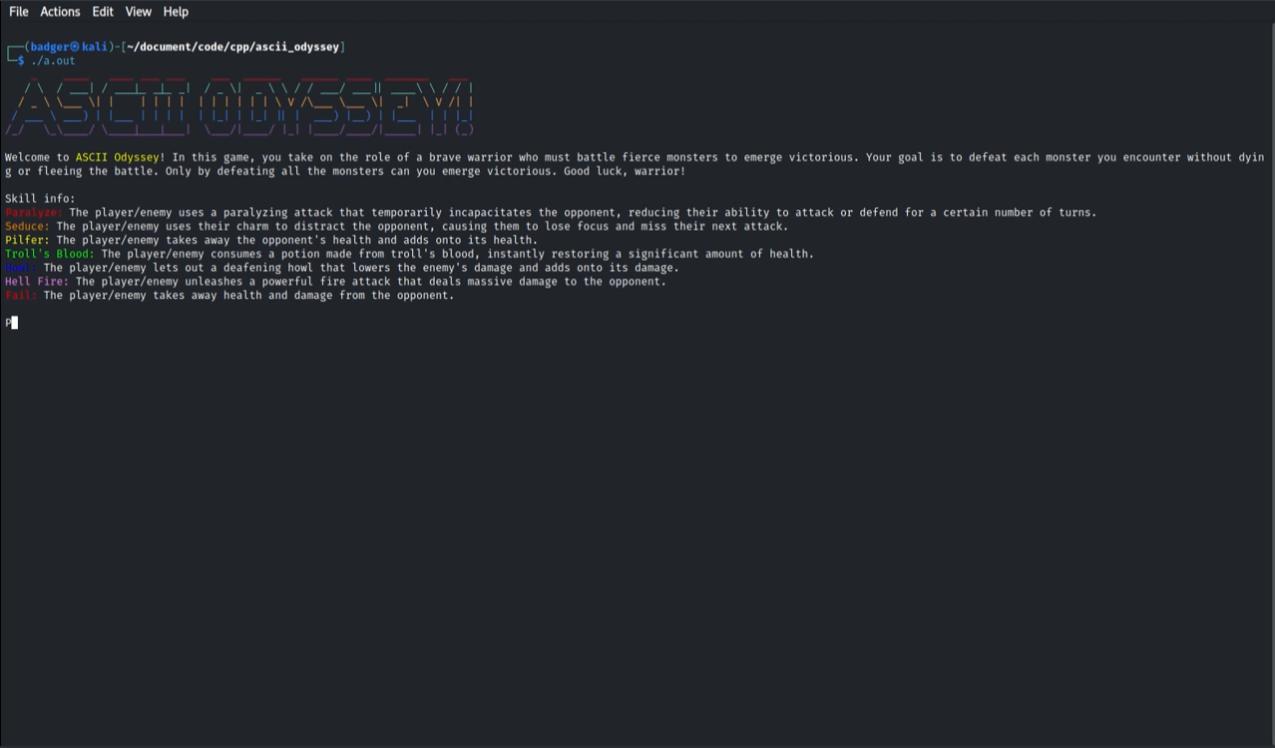 File Actions Edit View Help
(badger㉿kali)-[~/document/code/cpp/ascii_odyssey]
$ ./a.out
ASCII ODYSSEY!
Welcome to ASCII Odyssey! In this game, you take on the role of a brave warrior who must battle fierce monsters to emerge victorious. Your goal is to defeat each monster you encounter without dyin
g or fleeing the battle. Only by defeating all the monsters can you emerge victorious. Good luck, warrior!
Skill info:
Paralyze: The player/enemy uses a paralyzing attack that temporarily incapacitates the opponent, reducing their ability to attack or defend for a certain number of turns.
Seduce: The player/enemy uses their charm to distract the opponent, causing them to lose focus and miss their next attack.
Pilfer: The player/enemy takes away the opponent's health and adds onto its health.
Troll's Blood: The player/enemy consumes a potion made from troll's blood, instantly restoring a significant amount of health.
Howl: The player/enemy lets out a deafening howl that lowers the enemy's damage and adds onto its damage.
Hell Fire: The player/enemy unleashes a powerful fire attack that deals massive damage to the opponent.
Fail: The player/enemy takes away health and damage from the opponent.
P